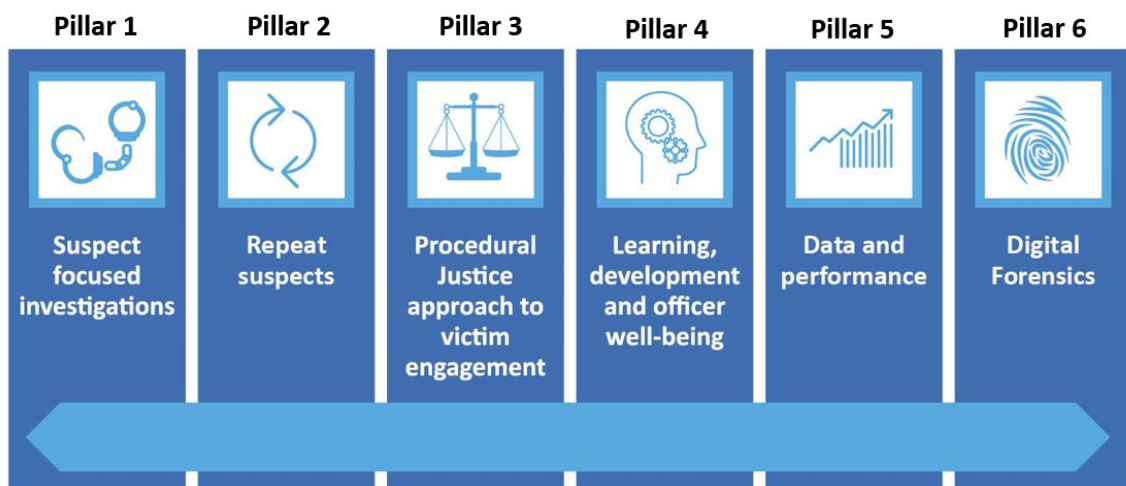 Pillar 1
Pillar 2
Pillar 3
Pillar 4
Pillar 5
Pillar 6
Suspect
focused
investigations
Repeat
suspects
Procedural
Justice
approach to
victim
engagement
Learning,
development
and officer
well-being
Data and
performance
Digital
Forensics